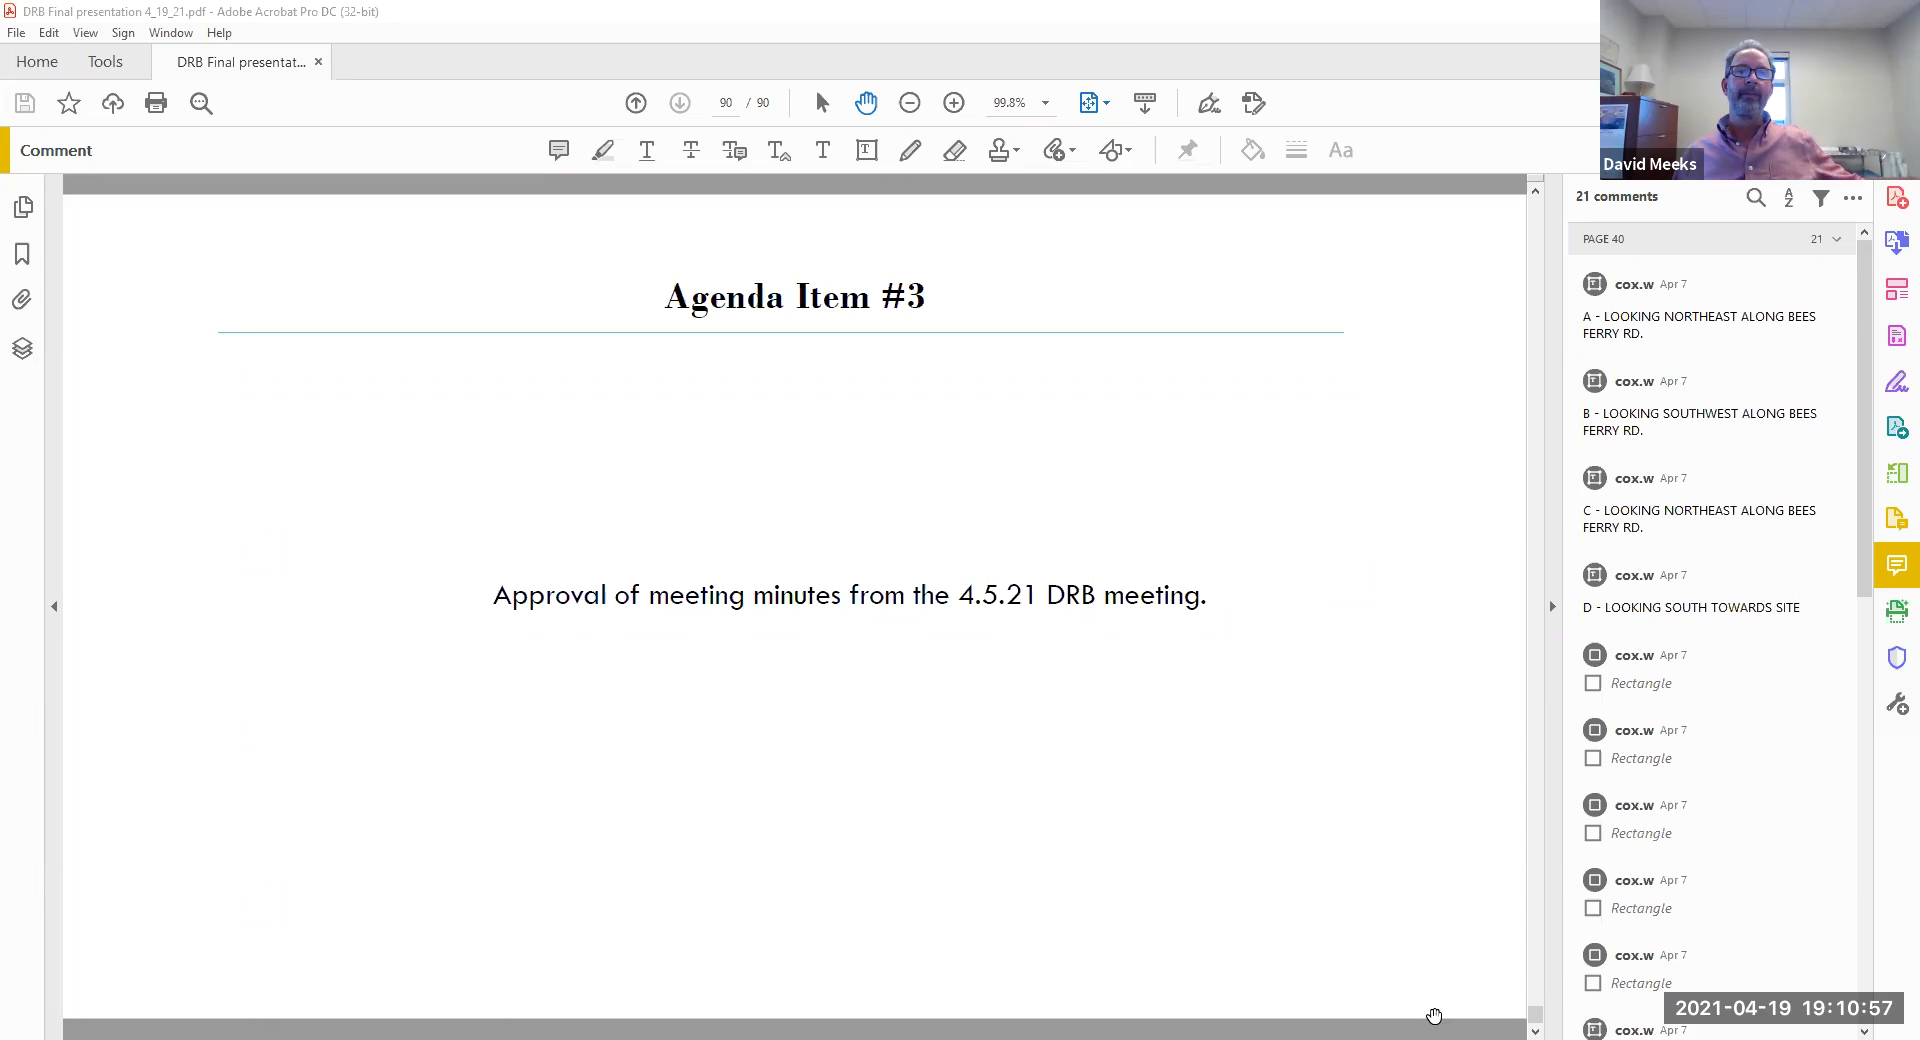 DRB Final presentation 4_19_21.pdf - Adobe Acrobat Pro DC (32-bit)
File Edit View Sign Window Help
Home Tools DRB Final presentat... ×
90 / 90 99.8%
Comment
Aa
David Meeks
21 comments
PAGE 40 21
Agenda Item #3
Approval of meeting minutes from the 4.5.21 DRB meeting.
cox.w Apr 7
A - LOOKING NORTHEAST ALONG BEES
FERRY RD.
cox.w Apr 7
B - LOOKING SOUTHWEST ALONG BEES
FERRY RD.
cox.w Apr 7
C - LOOKING NORTHEAST ALONG BEES
FERRY RD.
cox.w Apr 7
D - LOOKING SOUTH TOWARDS SITE
cox.w Apr 7
Rectangle
cox.w Apr 7
Rectangle
cox.w Apr 7
Rectangle
cox.w Apr 7
Rectangle
cox.w Apr 7
Rectangle
2021-04-19 19:10:57
cox.w Apr 7